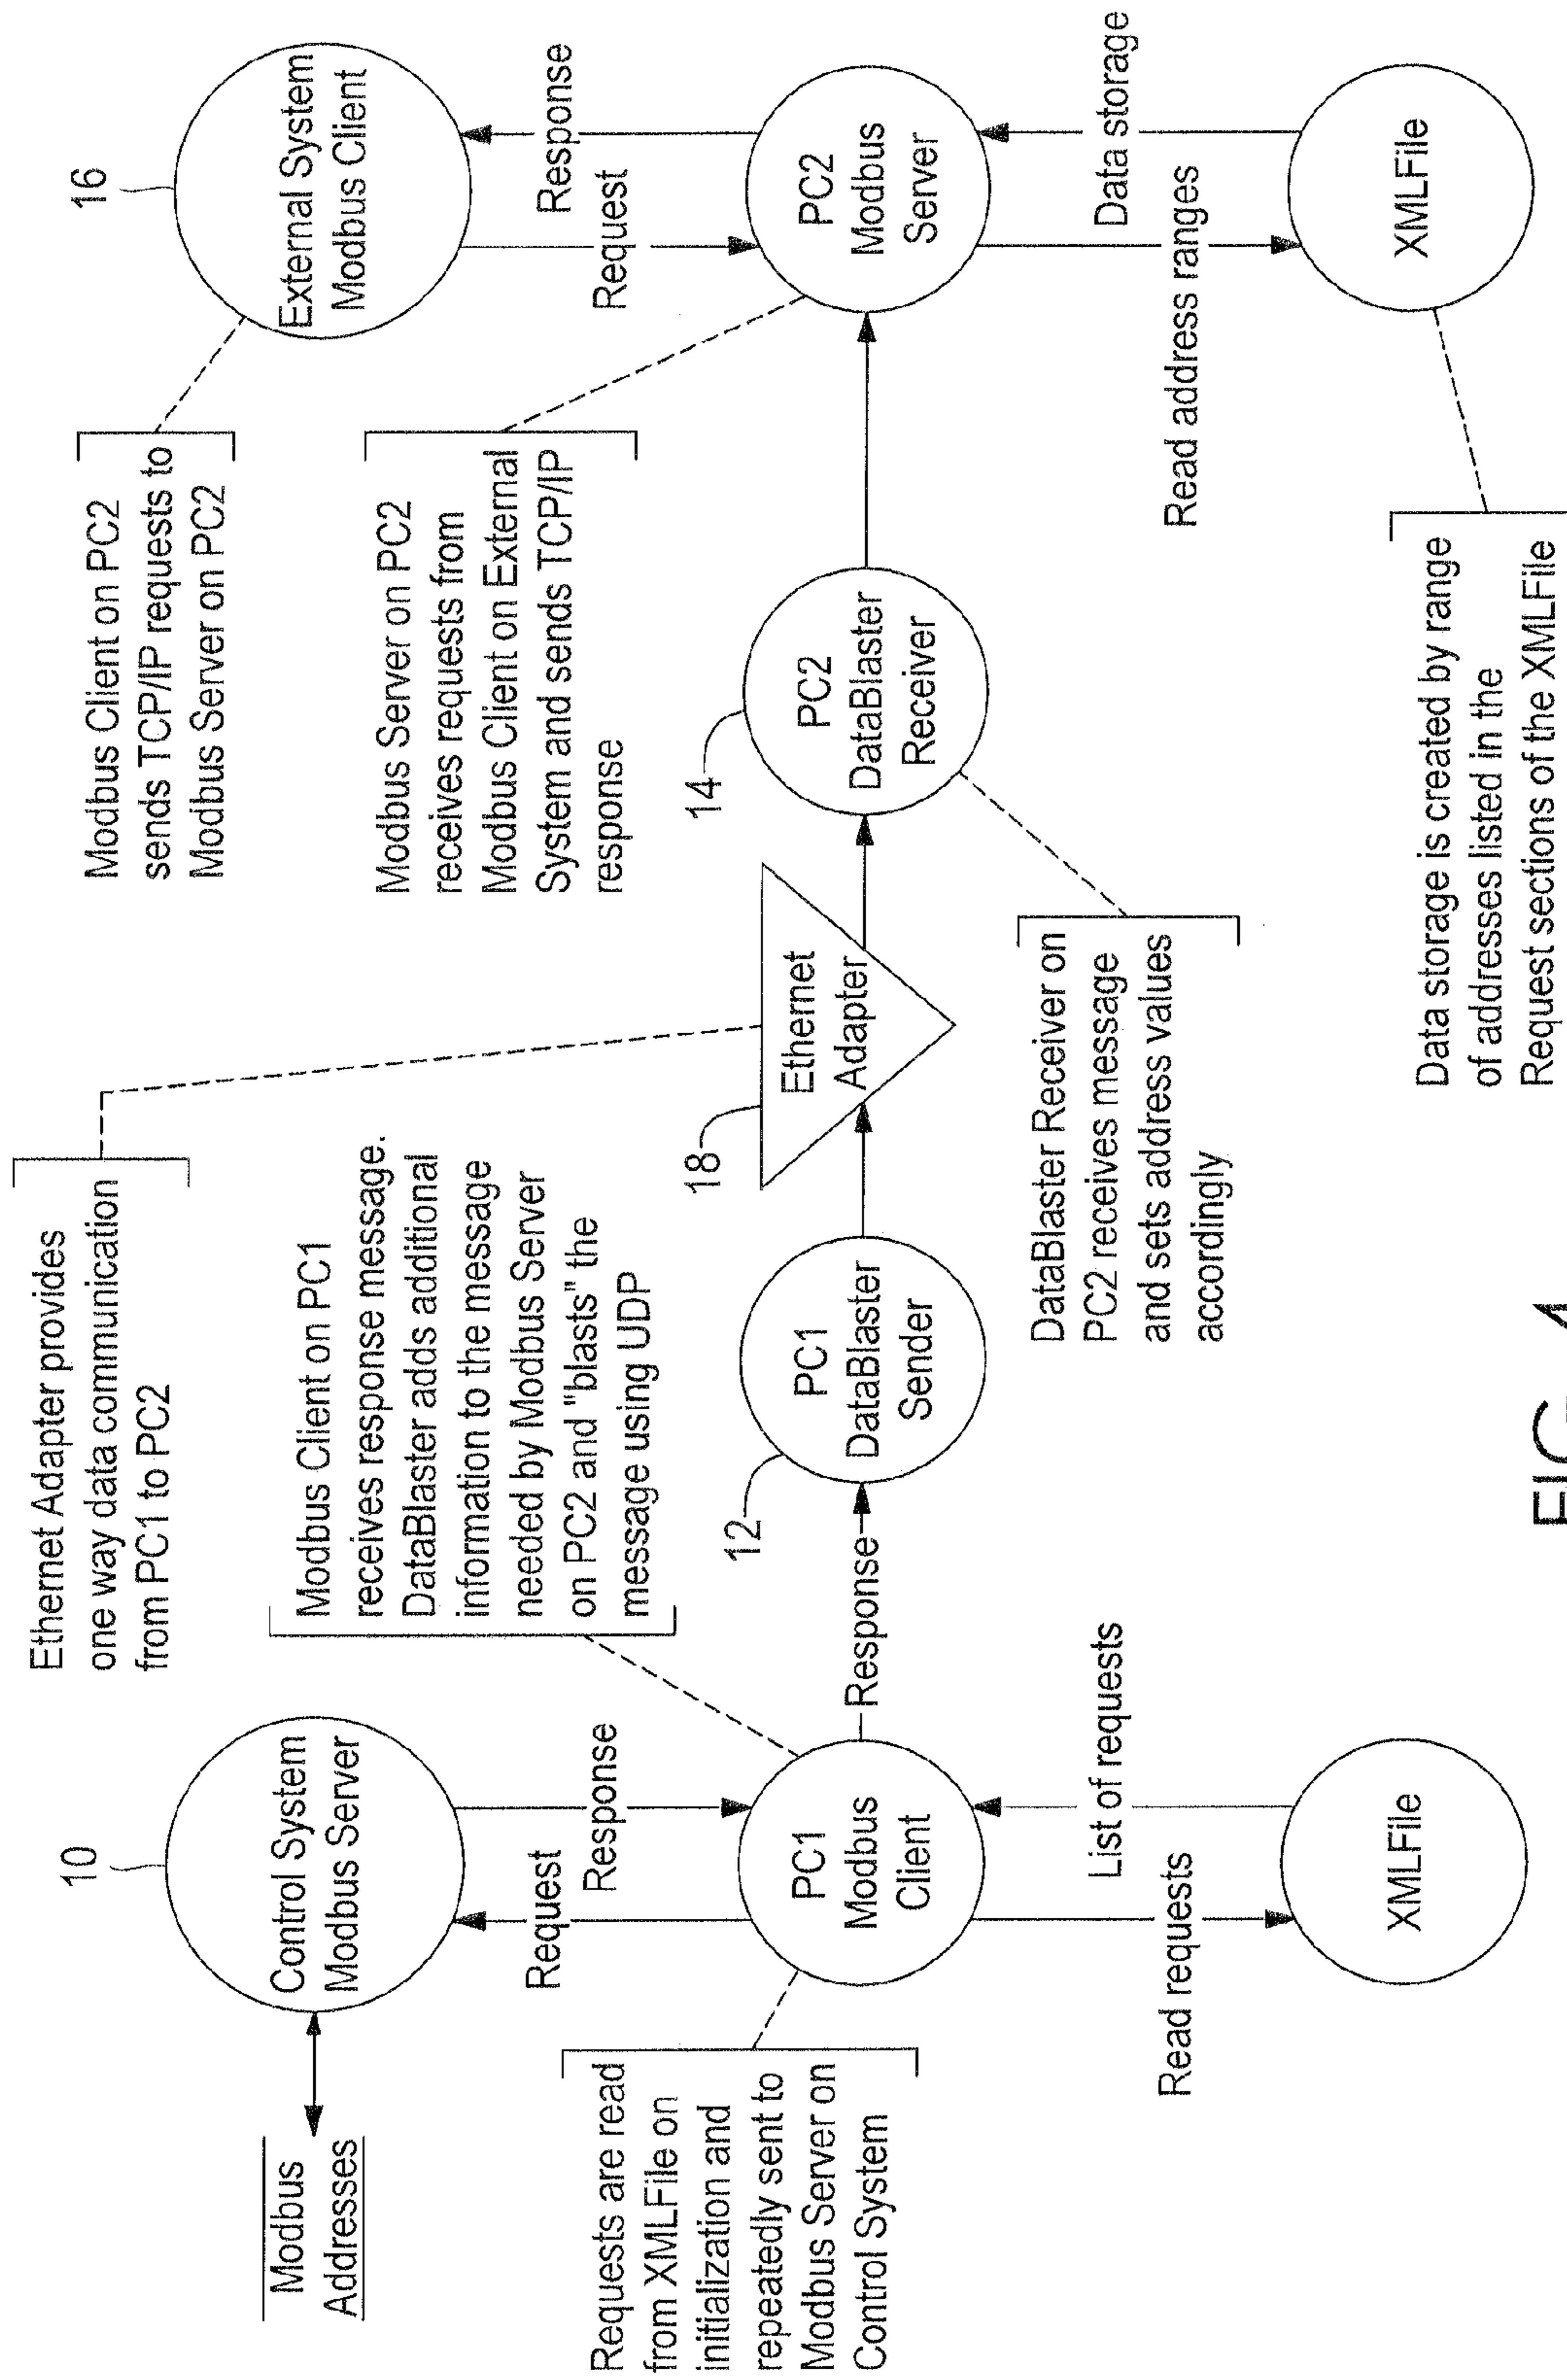 Ethernet Adapter provides
one way data communication
from PC1 to PC2
Modbus Client on PC2
sends TCP/IP requests to
Modbus Server on PC2
10
Control System
Modbus Server
Modbus
Addresses
16
External System
Modbus Client
Modbus Client on PC1
receives response message.
DataBlaster adds additional
information to the message
needed by Modbus Server
on PC2 and "blasts" the
message using UDP
Modbus Server on PC2
receives requests from
Modbus Client on External
System and sends TCP/IP
response
Request
Response
Response
Request
Requests are read
from XMLFile on
initialization and
repeatedly sent to
Modbus Server on
Control System
PC1
Modbus
Client
Response
12
PC1
DataBlaster
Sender
18
Ethernet
Adapter
14
PC2
DataBlaster
Receiver
PC2
Modbus
Server
DataBlaster Receiver on
PC2 receives message
and sets address values
accordingly
Read requests
List of requests
Read address ranges
Data storage
XMLFile
XMLFile
Data storage is created by range
of addresses listed in the
Request sections of the XMLFile
FIG. 1